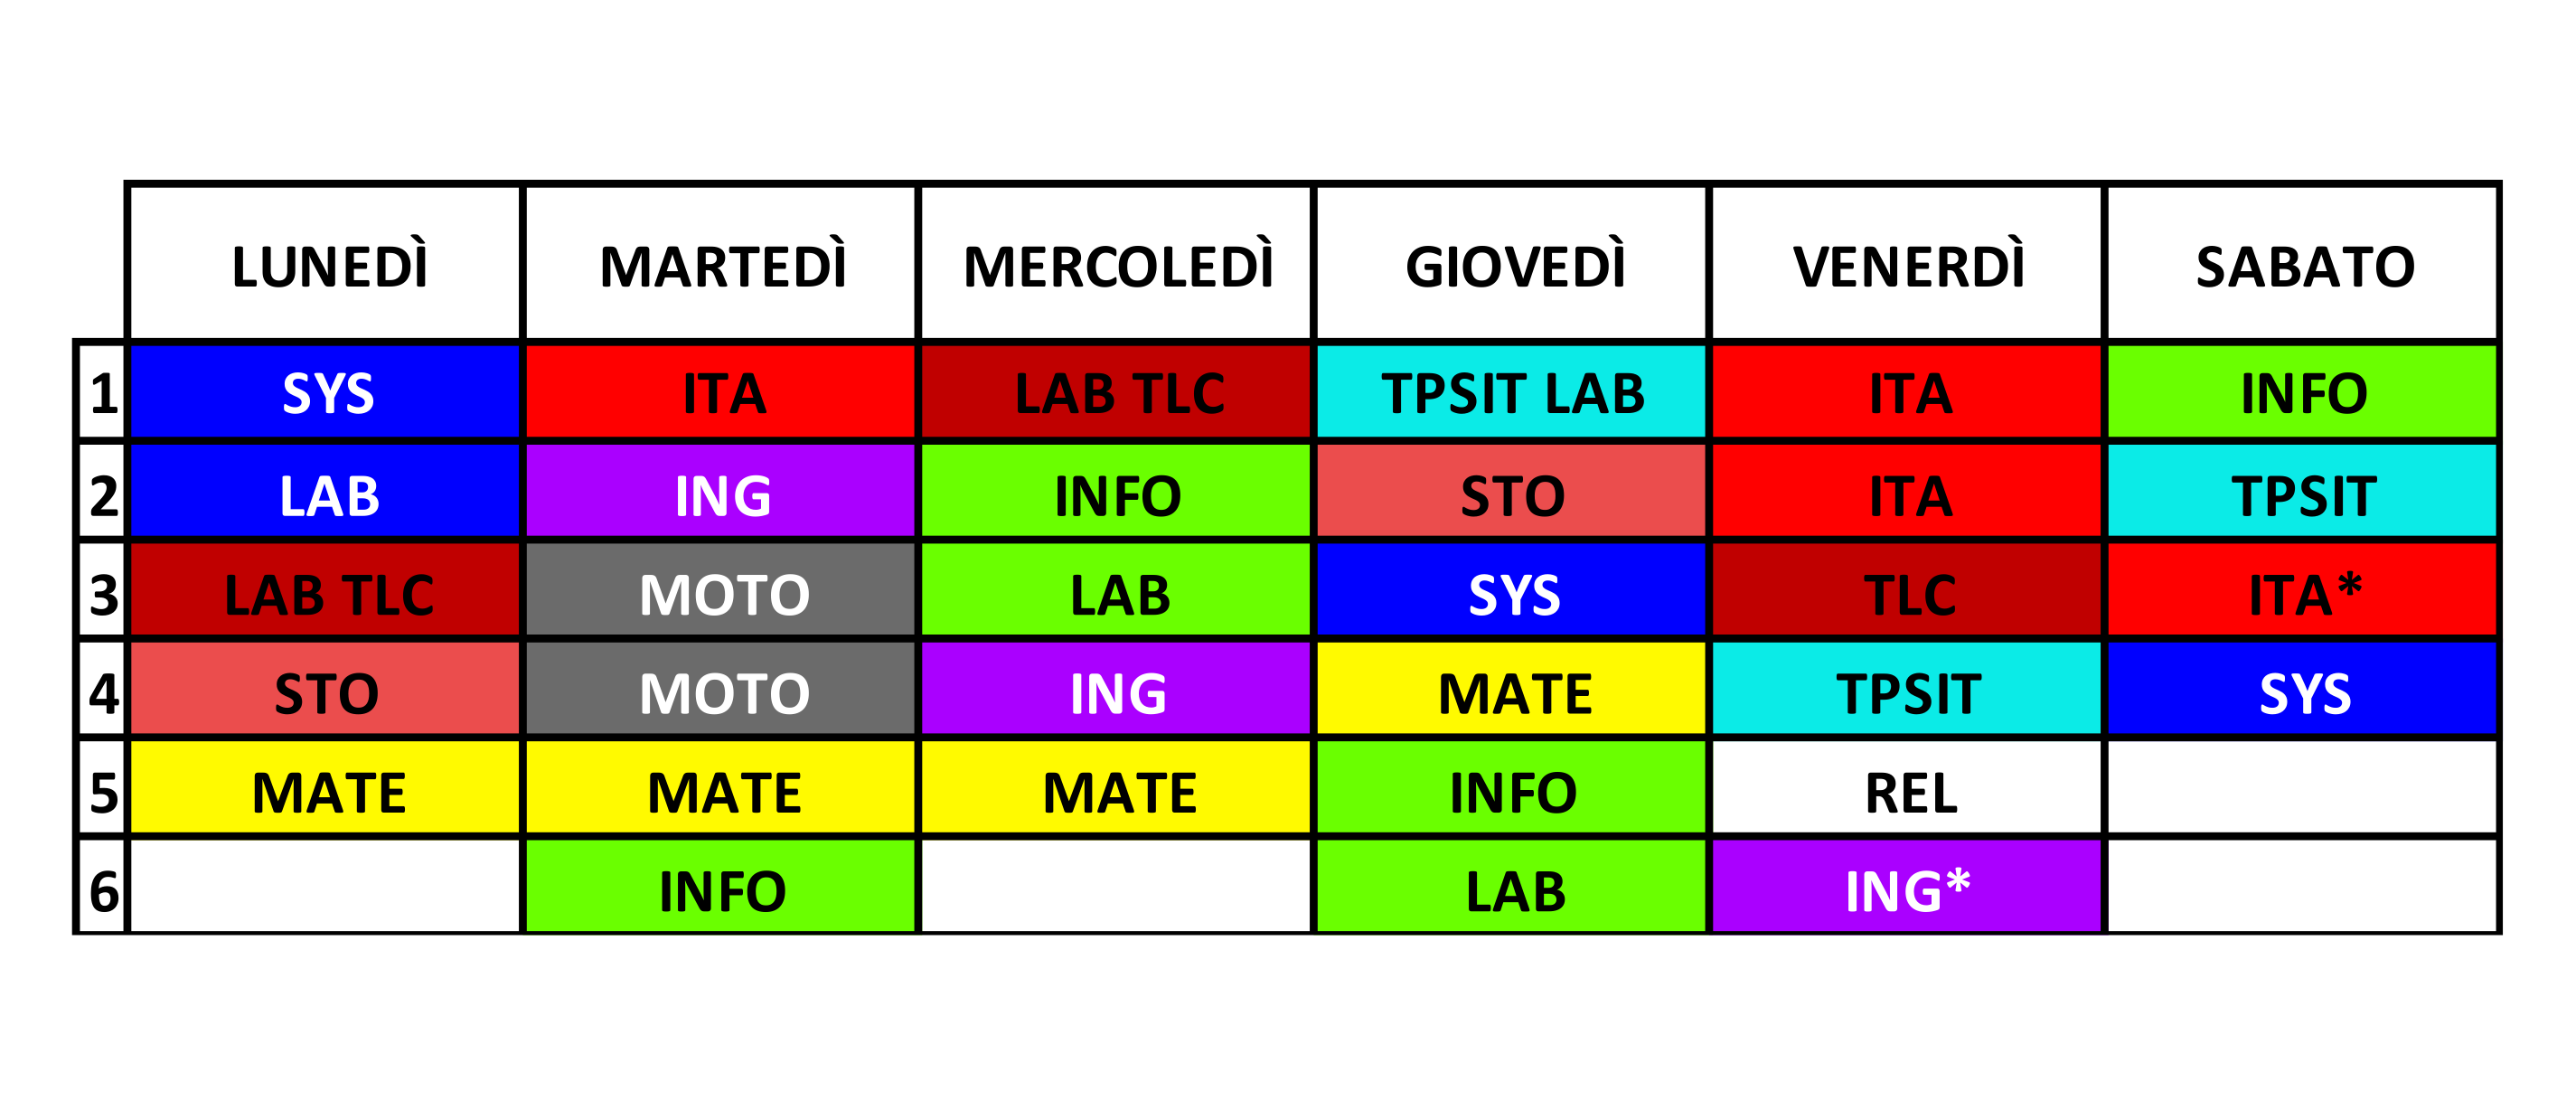 LUNEDÌ MARTEDÌ MERCOLEDÌ GIOVEDÌ VENERDÌ SABATO
1 SYS ITA LAB TLC TPSIT LAB ITA INFO
2 LAB ING INFO STO ITA TPSIT
3 LAB TLC MOTO LAB SYS TLC ITA*
4 STO MOTO ING MATE TPSIT SYS
5 MATE MATE MATE INFO REL
6 INFO LAB ING*